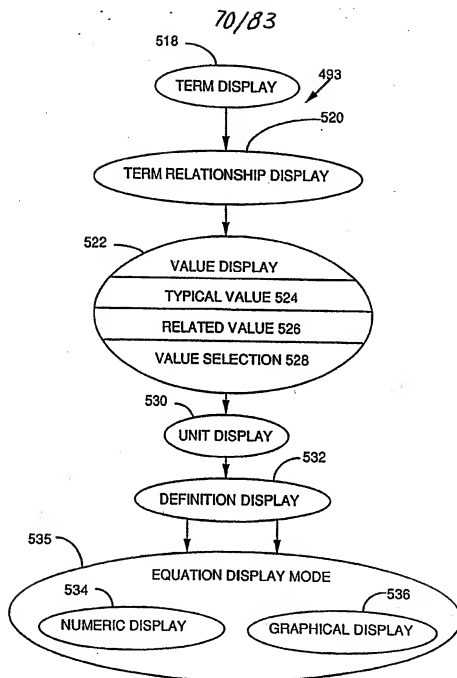 70/83
518
TERM DISPLAY
493
520
TERM RELATIONSHIP DISPLAY
522
VALUE DISPLAY
TYPICAL VALUE 524
RELATED VALUE 526
VALUE SELECTION 528
530
UNIT DISPLAY
532
DEFINITION DISPLAY
535
EQUATION DISPLAY MODE
534
536
NUMERIC DISPLAY
GRAPHICAL DISPLAY